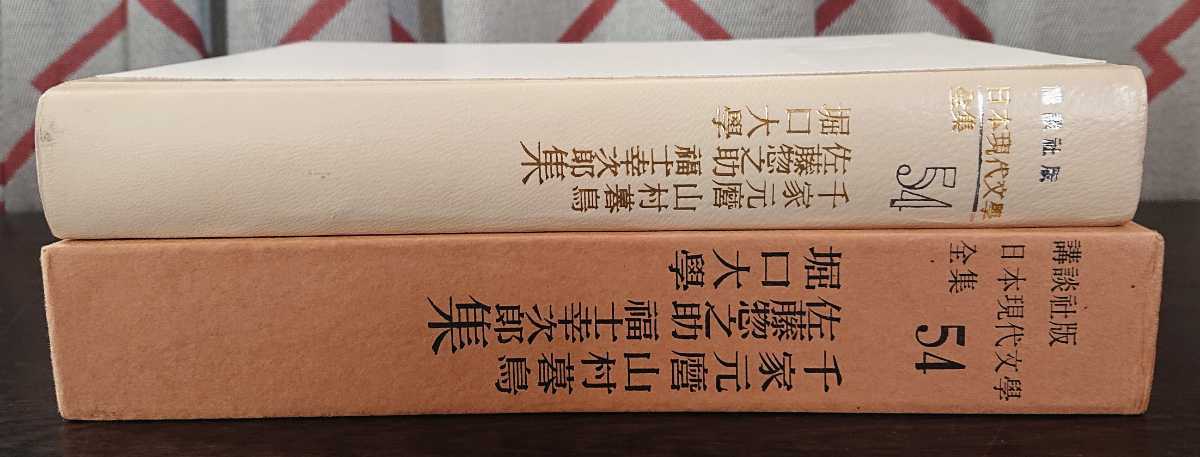 講談社版
日本現代文學
全集
54
千家元麿 山村暮鳥
佐藤惣之助 福士幸次郎集
堀口大學
講談社版
日本現代文學
全集
54
千家元麿 山村暮鳥
佐藤惣之助 福士幸次郎集
堀口大學